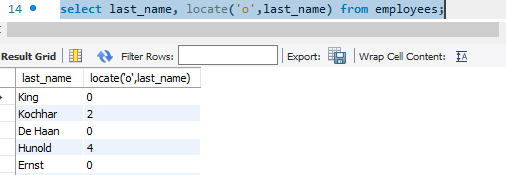 14 select last_name, locate('o',last_name) from employees;
Result Grid Filter Rows: Export: Wrap Cell Content: IA
last_name locate('o',last_name)
King 0
Kochhar 2
De Haan 0
Hunold 4
Ernst 0